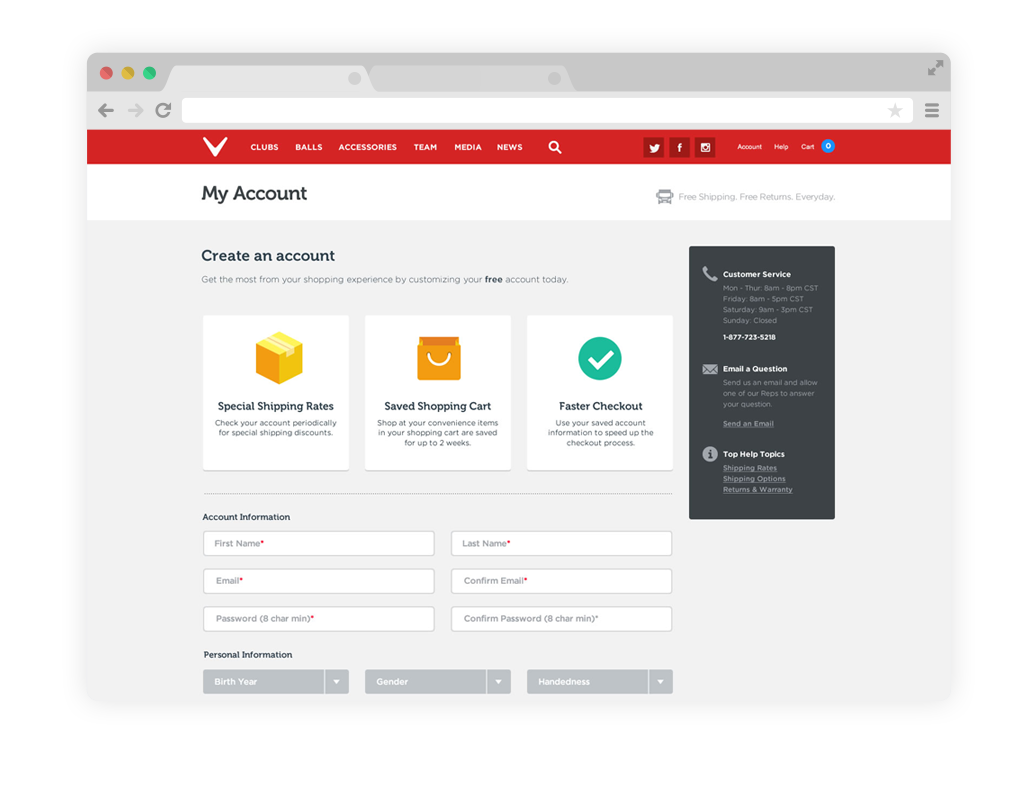 CLUBS BALLS ACCESSORIES TEAM MEDIA NEWS Account Help Cart 0
My Account
Free Shipping. Free Returns. Everyday.
Create an account
Get the most from your shopping experience by customizing your free account today.
Special Shipping Rates
Check your account periodically
for special shipping discounts.
Saved Shopping Cart
Shop at your convenience items
in your shopping cart are saved
for up to 2 weeks.
Faster Checkout
Use your saved account
information to speed up the
checkout process.
Customer Service
Mon - Thur: 8am - 8pm CST
Friday: 8am - 5pm CST
Saturday: 9am - 3pm CST
Sunday: Closed
1-877-723-5218
Email a Question
Send us an email and allow
one of our Reps to answer
your question.
Send an Email
Top Help Topics
Shipping Rates
Shipping Options
Returns & Warranty
Account Information
First Name* Last Name*
Email* Confirm Email*
Password (8 char min)* Confirm Password (8 char min)*
Personal Information
Birth Year Gender Handedness